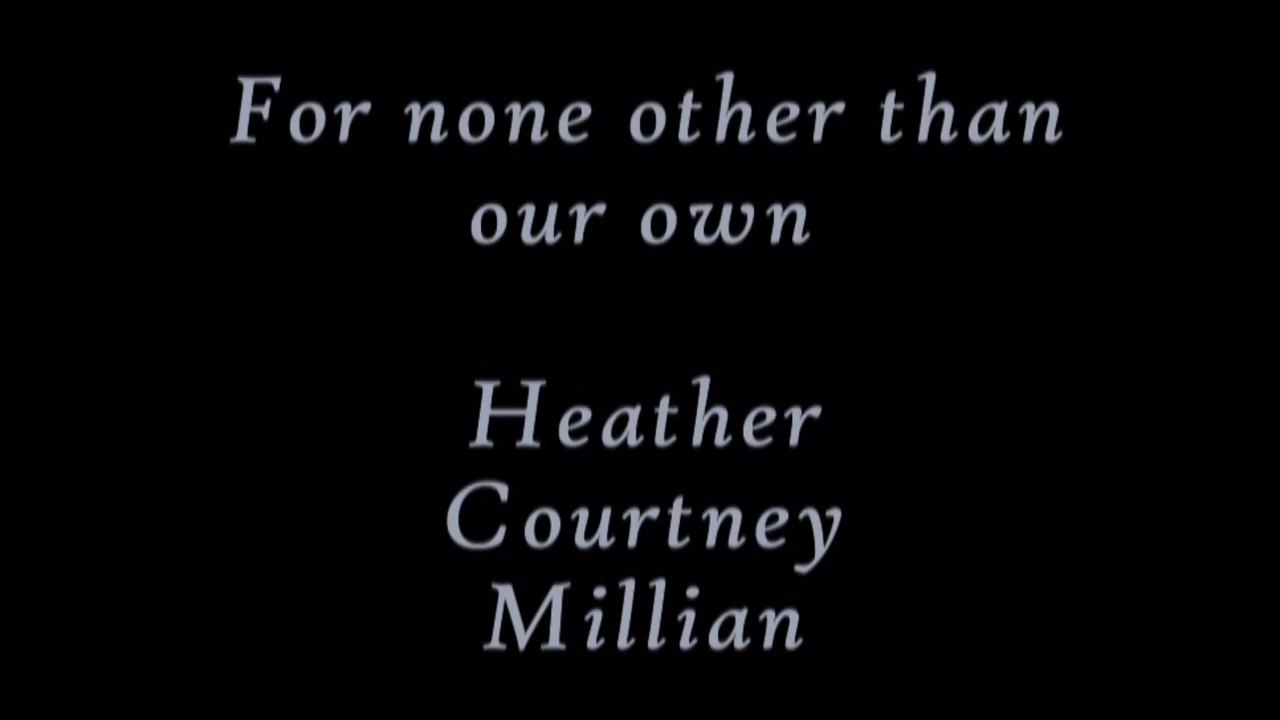 For none other than
our own
Heather
Courtney
Millian